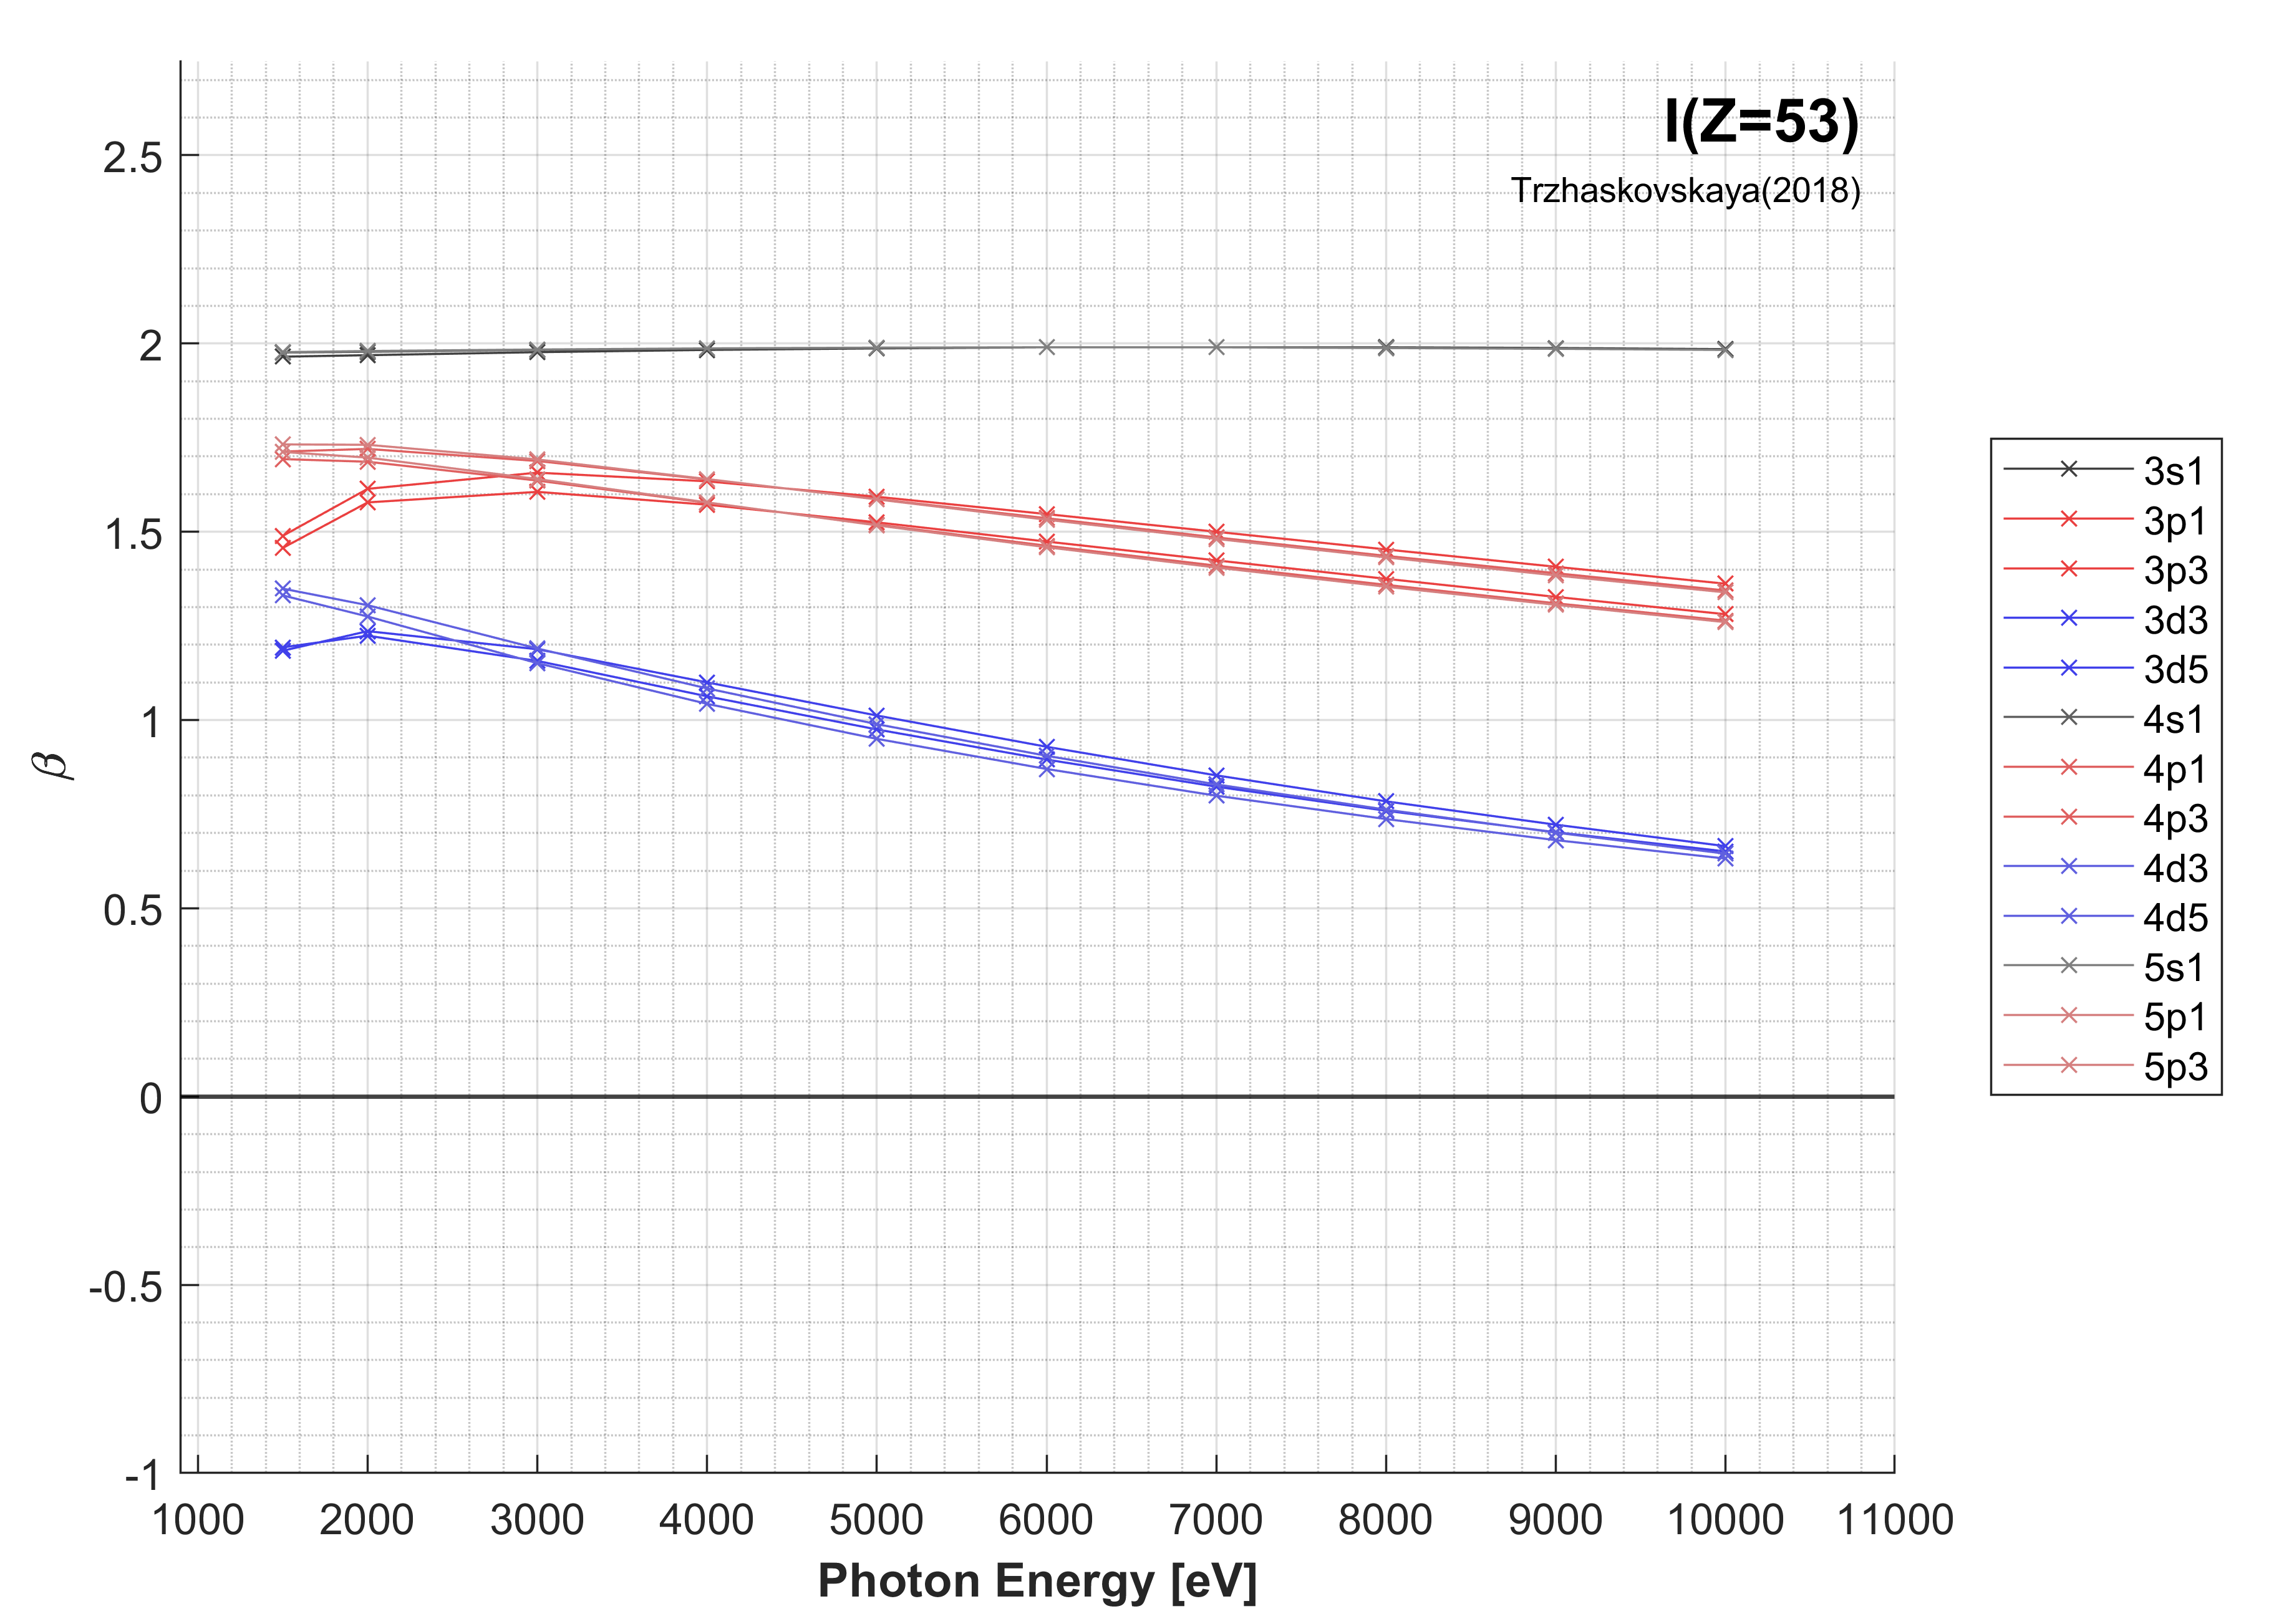 I(Z=53)
Trzhaskovskaya(2018)
2.5
2
1.5
1
0.5
0
-0.5
-1
β
1000 2000 3000 4000 5000 6000 7000 8000 9000 10000 11000
Photon Energy [eV]
3s1
3p1
3p3
3d3
3d5
4s1
4p1
4p3
4d3
4d5
5s1
5p1
5p3